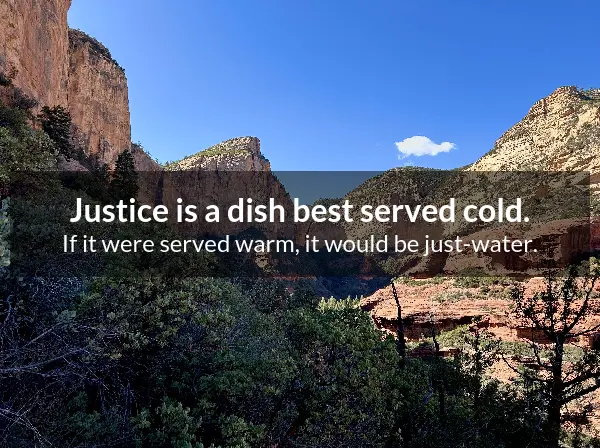 Justice is a dish best served cold.
If it were served warm, it would be just-water.